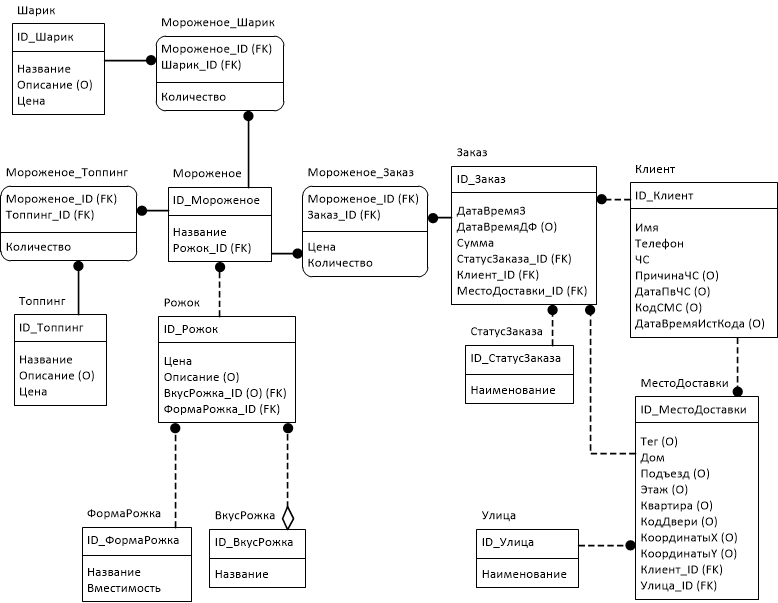 Шарик
ID_Шарик
Название
Описание (О)
Цена
Мороженое_Шарик
Мороженое_ID (FK)
Шарик_ID (FK)
Количество
Мороженое_Топпинг
Мороженое_ID (FK)
Топпинг_ID (FK)
Количество
Мороженое
ID_Мороженое
Название
Рожок_ID (FK)
Мороженое_Заказ
Мороженое_ID (FK)
Заказ_ID (FK)
Цена
Количество
Заказ
ID_Заказ
ДатаВремяЗ
ДатаВремяДФ (О)
Сумма
СтатусЗаказа_ID (FK)
Клиент_ID (FK)
МестоДоставки_ID (FK)
Клиент
ID_Клиент
Имя
Телефон
ЧС
ПричинаЧС (О)
ДатаПвЧС (О)
КодСМС (О)
ДатаВремяИстКода (О)
Топпинг
ID_Топпинг
Название
Описание (О)
Цена
Рожок
ID_Рожок
Цена
Описание (О)
ВкусРожка_ID (О) (FK)
ФормаРожка_ID (FK)
СтатусЗаказа
ID_СтатусЗаказа
Наименование
МестоДоставки
ID_МестоДоставки
Тег (О)
Дом
Подъезд (О)
Этаж (О)
Квартира (О)
КодДвери (О)
КоординатыX (О)
КоординатыY (О)
Клиент_ID (FK)
Улица_ID (FK)
ФормаРожка
ID_ФормаРожка
Название
Вместимость
ВкусРожка
ID_ВкусРожка
Название
Улица
ID_Улица
Наименование